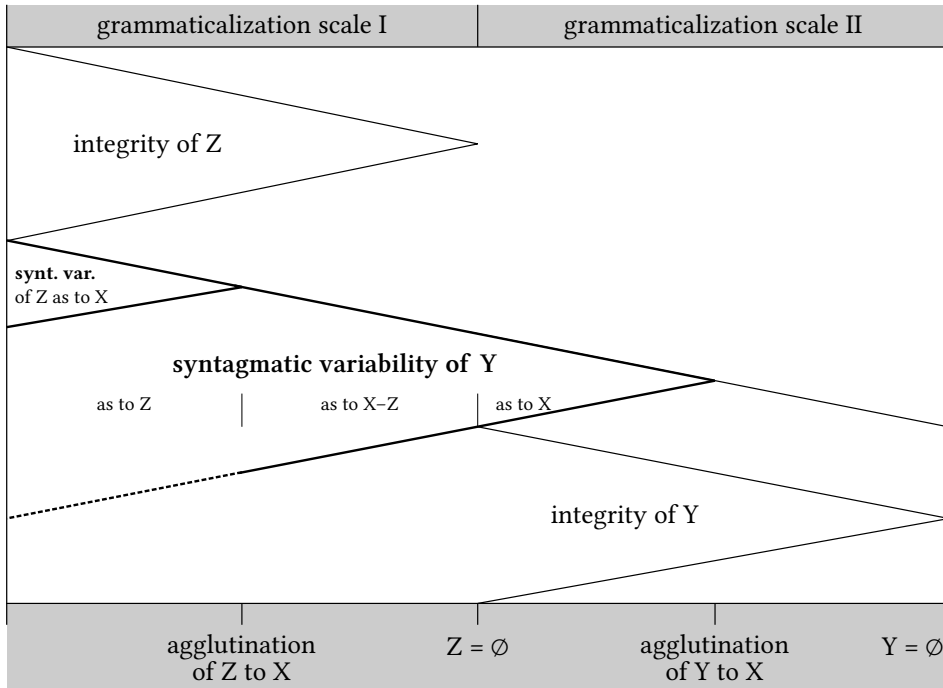 grammaticalization scale I
grammaticalization scale II
integrity of Z
synt. var.
of Z as to X
syntagmatic variability of Y
as to Z
as to X–Z
as to X
integrity of Y
agglutination
of Z to X
Z = ∅
agglutination
of Y to X
Y = ∅